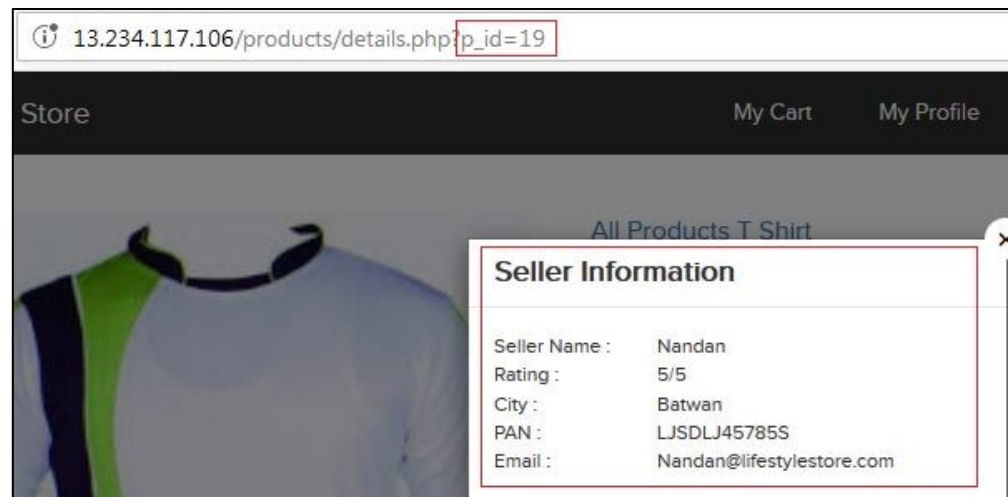 13.234.117.106/products/details.php?p_id=19
Store My Cart My Profile
All Products T Shirt
Seller Information
Seller Name : Nandan
Rating : 5/5
City : Batwan
PAN : LJSDLJ45785S
Email : Nandan@lifestylestore.com